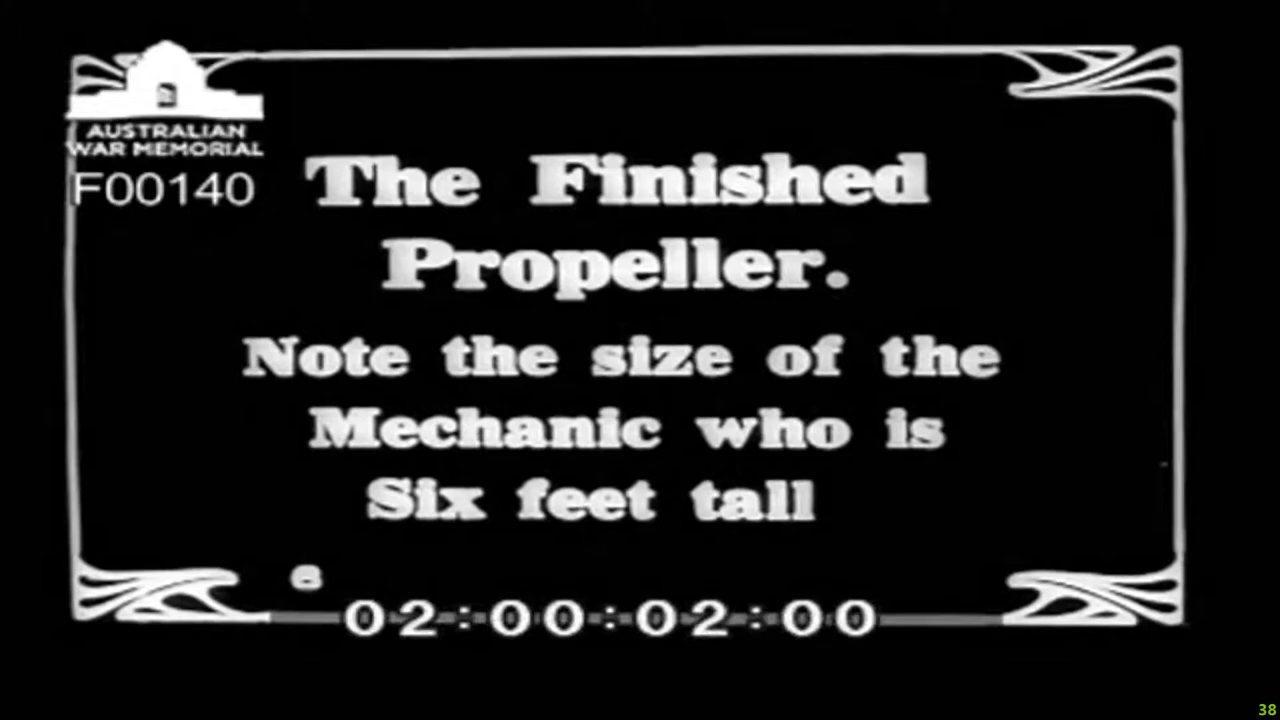 AUSTRALIAN
WAR MEMORIAL
F00140
The Finished
Propeller.
Note the size of the
Mechanic who is
Six feet tall
6
02:00:02:00
38